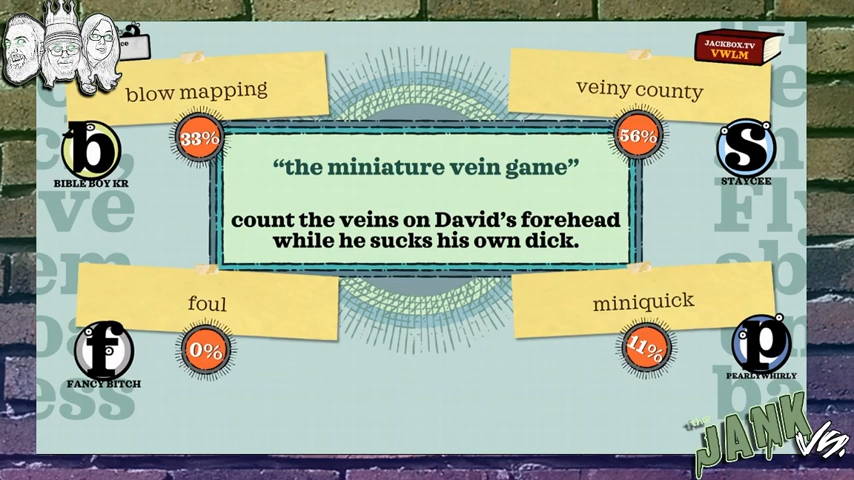 JACKBOX.TV
VWLM
blow mapping
veiny county
33%
56%
b
BIBLE BOY KR
s
STAYCEE
“the miniature vein game”
count the veins on David’s forehead
while he sucks his own dick.
foul
miniquick
0%
11%
f
FANCY BITCH
p
PEARLYWHIRLY
the
JANK
VS.